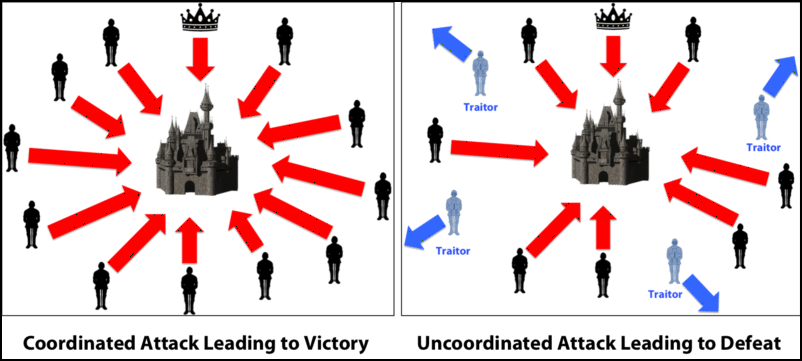 Traitor
Traitor
Traitor
Traitor
Coordinated Attack Leading to Victory
Uncoordinated Attack Leading to Defeat